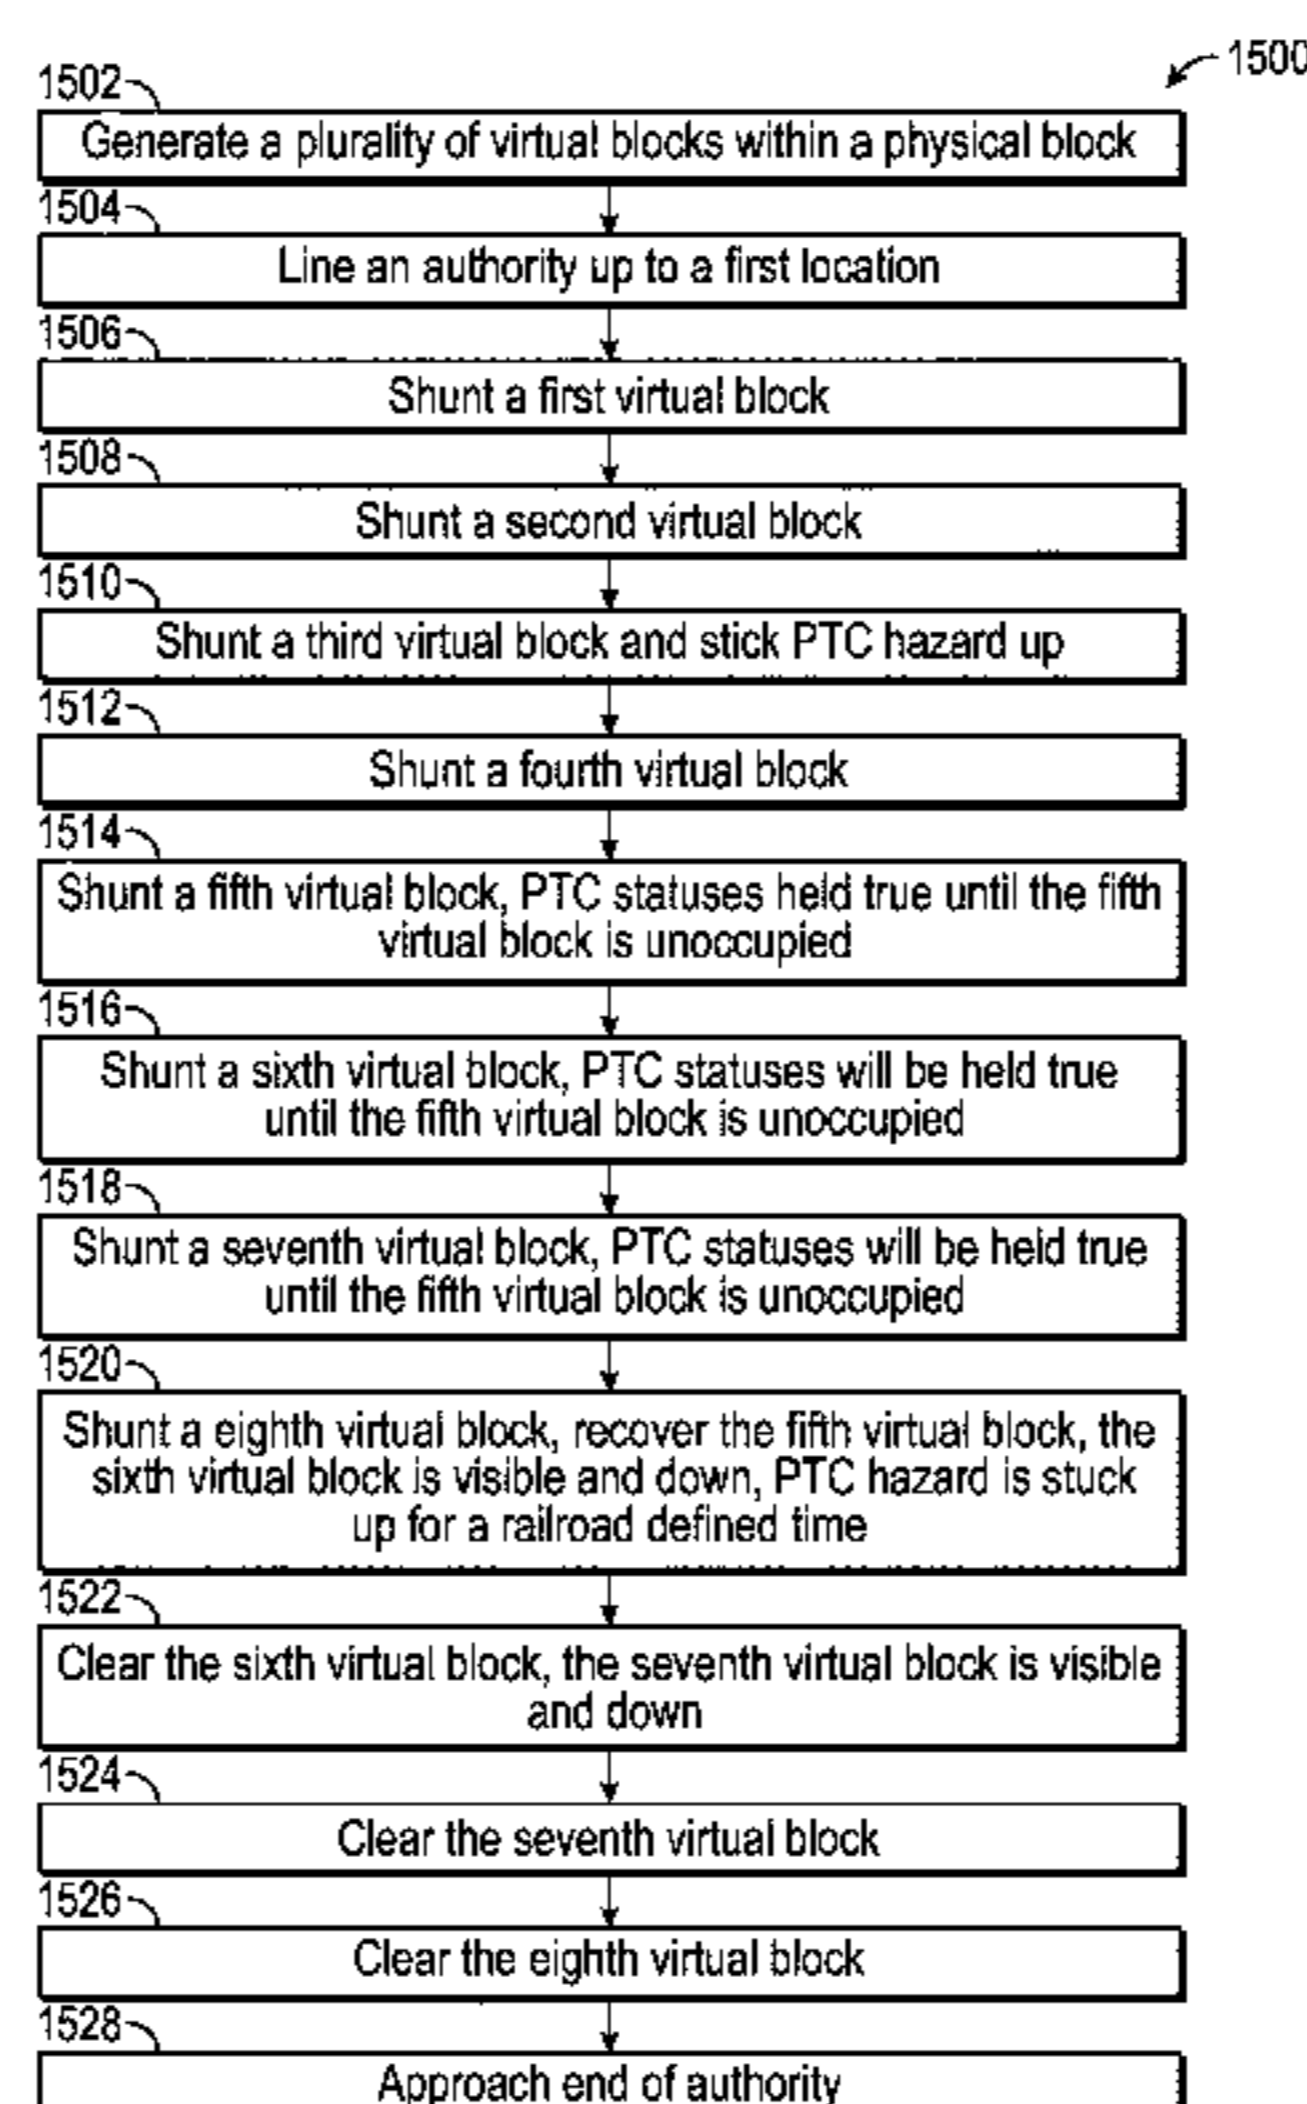 1500
1502
Generate a plurality of virtual blocks within a physical block
1504
Line an authority up to a first location
1506
Shunt a first virtual block
1508
Shunt a second virtual block
1510
Shunt a third virtual block and stick PTC hazard up
1512
Shunt a fourth virtual block
1514
Shunt a fifth virtual block, PTC statuses held true until the fifth
virtual block is unoccupied
1516
Shunt a sixth virtual block, PTC statuses will be held true
until the fifth virtual block is unoccupied
1518
Shunt a seventh virtual block, PTC statuses will be held true
until the fifth virtual block is unoccupied
1520
Shunt a eighth virtual block, recover the fifth virtual block, the
sixth virtual block is visible and down, PTC hazard is stuck
up for a railroad defined time
1522
Clear the sixth virtual block, the seventh virtual block is visible
and down
1524
Clear the seventh virtual block
1526
Clear the eighth virtual block
1528
Approach end of authority